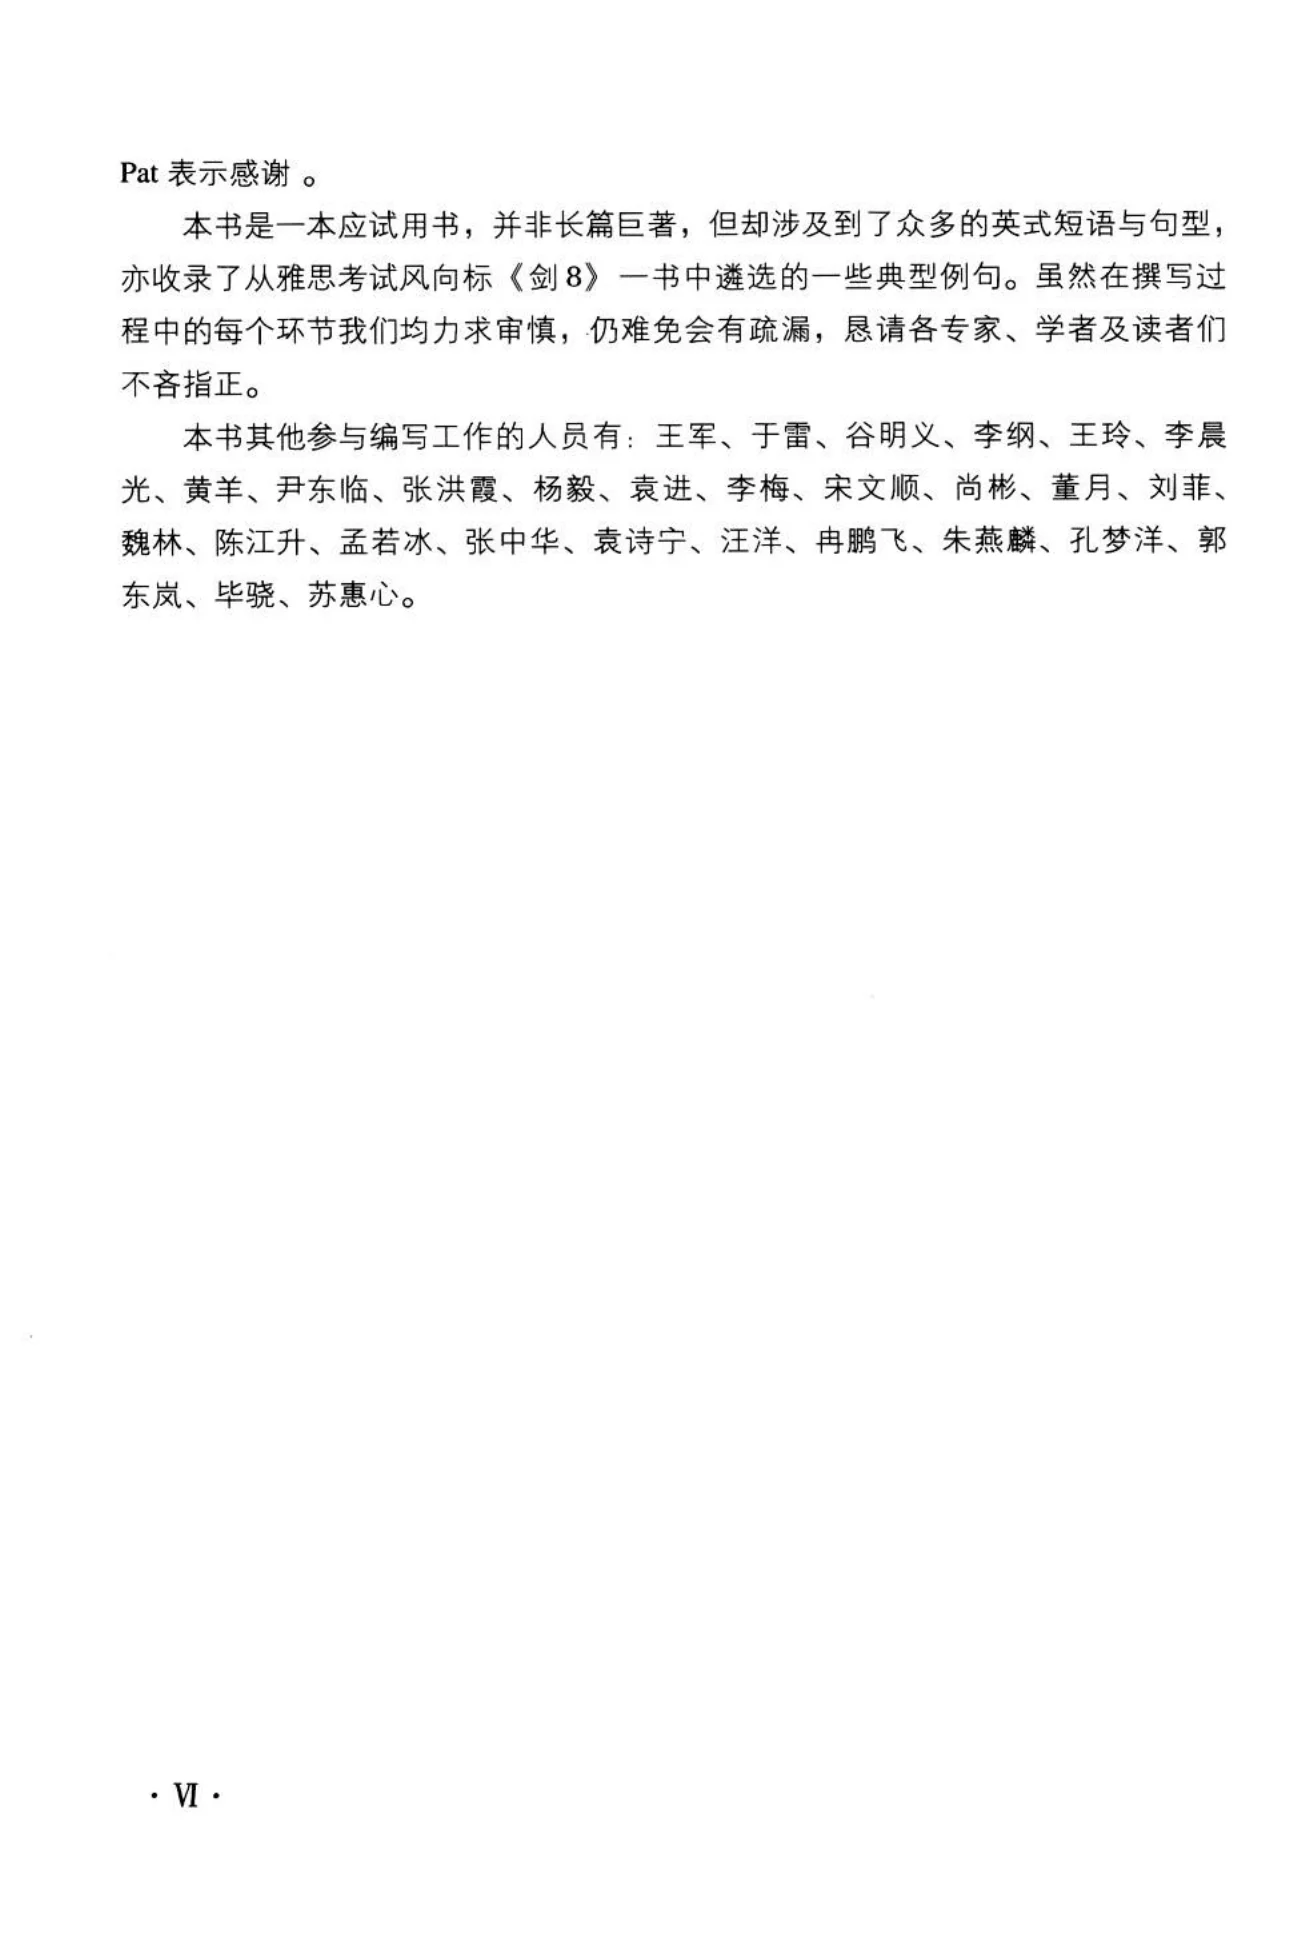 Pat 表示感谢 。
本书是一本应试用书，并非长篇巨著，但却涉及到了众多的英式短语与句型，
亦收录了从雅思考试风向标《剑8》一书中遴选的一些典型例句。虽然在撰写过
程中的每个环节我们均力求审慎，仍难免会有疏漏，恳请各专家、学者及读者们
不吝指正。
本书其他参与编写工作的人员有：王军、于雷、谷明义、李纲、王玲、李晨
光、黄羊、尹东临、张洪霞、杨毅、袁进、李梅、宋文顺、尚彬、董月、刘菲、
魏林、陈江升、孟若冰、张中华、袁诗宁、汪洋、冉鹏飞、朱燕麟、孔梦洋、郭
东岚、毕骁、苏惠心。
· Ⅵ ·